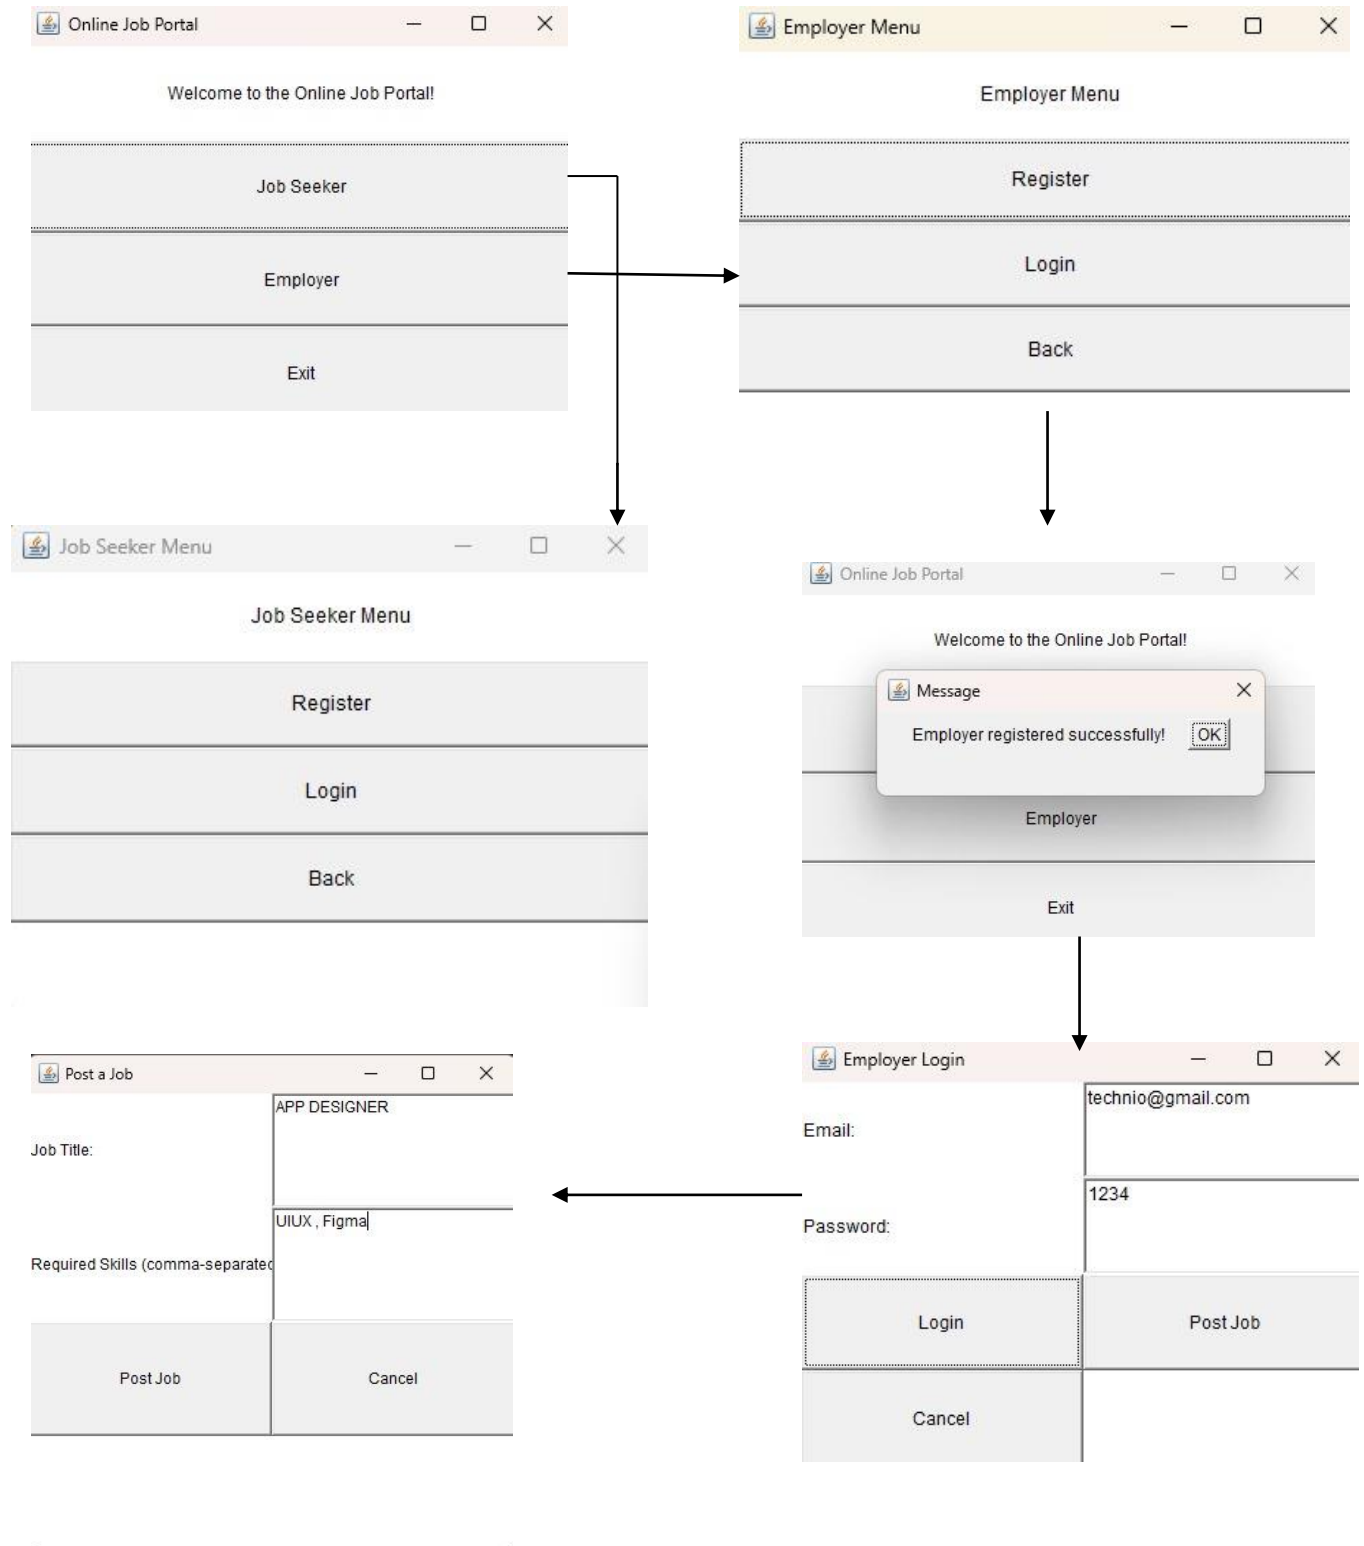 Online Job Portal
Welcome to the Online Job Portal!
Job Seeker
Employer
Exit
Employer Menu
Employer Menu
Register
Login
Back
Job Seeker Menu
Job Seeker Menu
Register
Login
Back
Online Job Portal
Welcome to the Online Job Portal!
Message
Employer registered successfully! OK
Employer
Exit
Employer Login
Email: technio@gmail.com
Password: 1234
Login Post Job
Cancel
Post a Job
Job Title: APP DESIGNER
Required Skills (comma-separated UIUX , Figma
Post Job Cancel